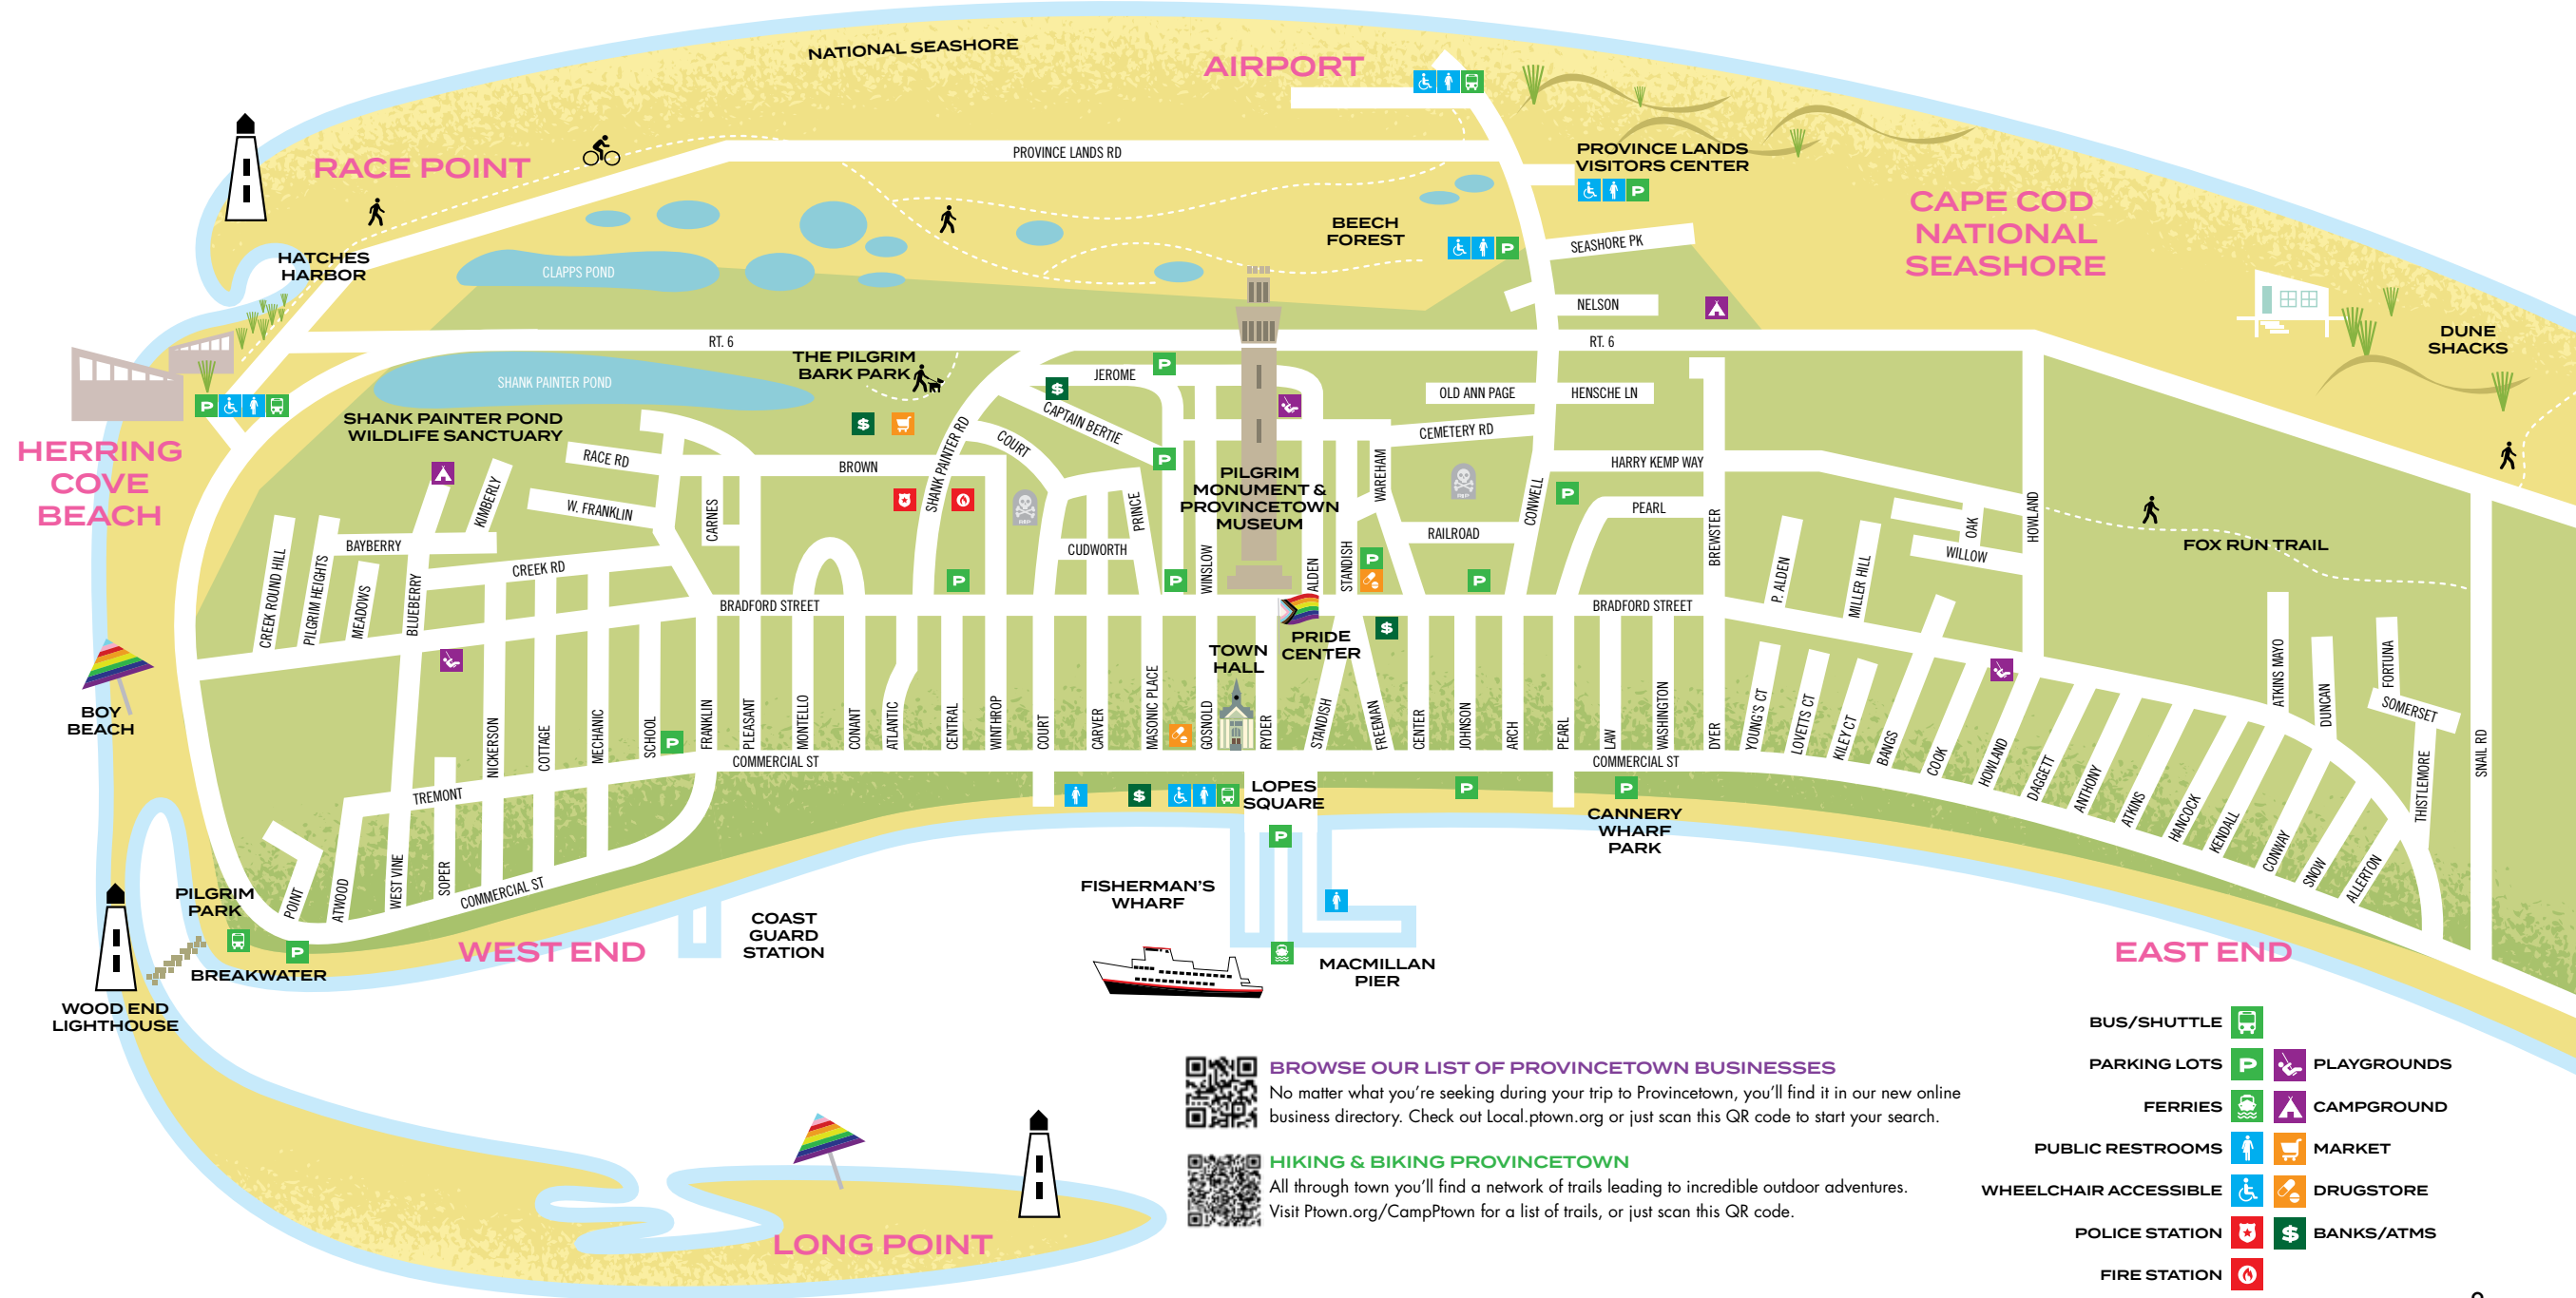 NATIONAL SEASHORE
AIRPORT
RACE POINT
PROVINCE LANDS RD
PROVINCE LANDS
VISITORS CENTER
CAPE COD
NATIONAL
SEASHORE
BEECH
FOREST
SEASHORE PK
HATCHES
HARBOR
CLAPPS POND
NELSON
RT. 6
RT. 6
DUNE
SHACKS
THE PILGRIM
BARK PARK
SHANK PAINTER POND
JEROME
OLD ANN PAGE
HENSCHE LN
SHANK PAINTER POND
WILDLIFE SANCTUARY
CAPTAIN BERTIE
COURT
CEMETERY RD
HERRING
COVE
BEACH
RACE RD
BROWN
SHANK PAINTER RD
PILGRIM
MONUMENT &
PROVINCETOWN
MUSEUM
WAREHAM
HARRY KEMP WAY
KIMBERLY
W. FRANKLIN
CARNES
PRINCE
RIP
RIP
CONWELL
PEARL
BREWSTER
OAK
HOWLAND
BAYBERRY
CUDWORTH
RAILROAD
WILLOW
FOX RUN TRAIL
CREEK ROUND HILL
PILGRIM HEIGHTS
MEADOWS
BLUEBERRY
CREEK RD
WINSLOW
ALDEN
STANDISH
P. ALDEN
MILLER HILL
BRADFORD STREET
BRADFORD STREET
PRIDE
CENTER
TOWN
HALL
BOY
BEACH
NICKERSON
COTTAGE
MECHANIC
SCHOOL
FRANKLIN
PLEASANT
MONTELLO
CONANT
ATLANTIC
CENTRAL
WINTHROP
COURT
CARVER
MASONIC PLACE
GOSNOLD
RYDER
STANDISH
FREEMAN
CENTER
JOHNSON
ARCH
PEARL
LAW
WASHINGTON
DYER
YOUNG'S CT
LOVETTS CT
KILEY CT
BANGS
COOK
HOWLAND
DAGGETT
ANTHONY
ATKINS
HANCOCK
KENDALL
CONWAY
SNOW
ALLERTON
ATKINS MAYO
DUNCAN
FORTUNA
SOMERSET
THISTLEMORE
SNAIL RD
COMMERCIAL ST
COMMERCIAL ST
TREMONT
LOPES
SQUARE
CANNERY
WHARF
PARK
POINT
ATWOOD
WEST VINE
SOPER
COMMERCIAL ST
PILGRIM
PARK
BREAKWATER
WEST END
COAST
GUARD
STATION
FISHERMAN'S
WHARF
MACMILLAN
PIER
EAST END
WOOD END
LIGHTHOUSE
LONG POINT
BROWSE OUR LIST OF PROVINCETOWN BUSINESSES
No matter what you're seeking during your trip to Provincetown, you'll find it in our new online
business directory. Check out Local.ptown.org or just scan this QR code to start your search.
HIKING & BIKING PROVINCETOWN
All through town you'll find a network of trails leading to incredible outdoor adventures.
Visit Ptown.org/CampPtown for a list of trails, or just scan this QR code.
BUS/SHUTTLE
PARKING LOTS P
PLAYGROUNDS
FERRIES
CAMPGROUND
PUBLIC RESTROOMS
MARKET
WHEELCHAIR ACCESSIBLE
DRUGSTORE
POLICE STATION
$ BANKS/ATMS
FIRE STATION